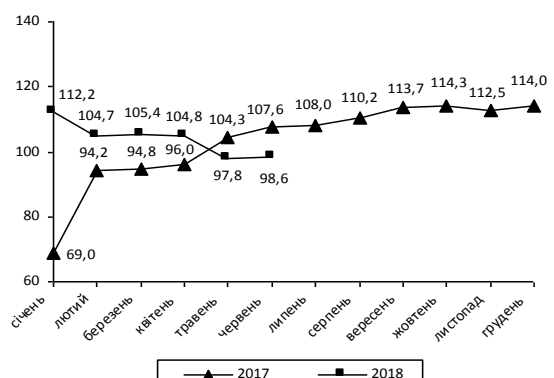 140
120
100
80
60
112,2
104,7
105,4
104,8
104,3
107,6
108,0
110,2
113,7
114,3
112,5
114,0
94,2
94,8
96,0
97,8
98,6
69,0
січень
лютий
березень
квітень
травень
червень
липень
серпень
вересень
жовтень
листопад
грудень
2017
2018